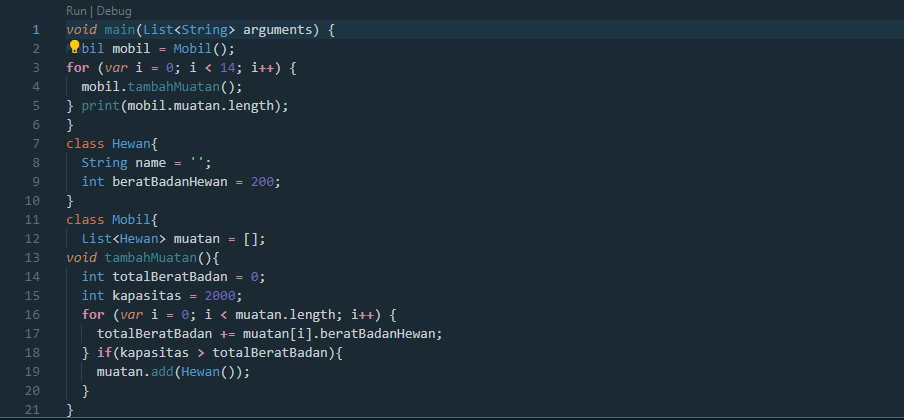 Run | Debug
1 void main(List<String> arguments) {
2 Mobil mobil = Mobil();
3 for (var i = 0; i < 14; i++) {
4 mobil.tambahMuatan();
5 } print(mobil.muatan.length);
6 }
7 class Hewan{
8 String name = '';
9 int beratBadanHewan = 200;
10 }
11 class Mobil{
12 List<Hewan> muatan = [];
13 void tambahMuatan(){
14 int totalBeratBadan = 0;
15 int kapasitas = 2000;
16 for (var i = 0; i < muatan.length; i++) {
17 totalBeratBadan += muatan[i].beratBadanHewan;
18 } if(kapasitas > totalBeratBadan){
19 muatan.add(Hewan());
20 }
21 }